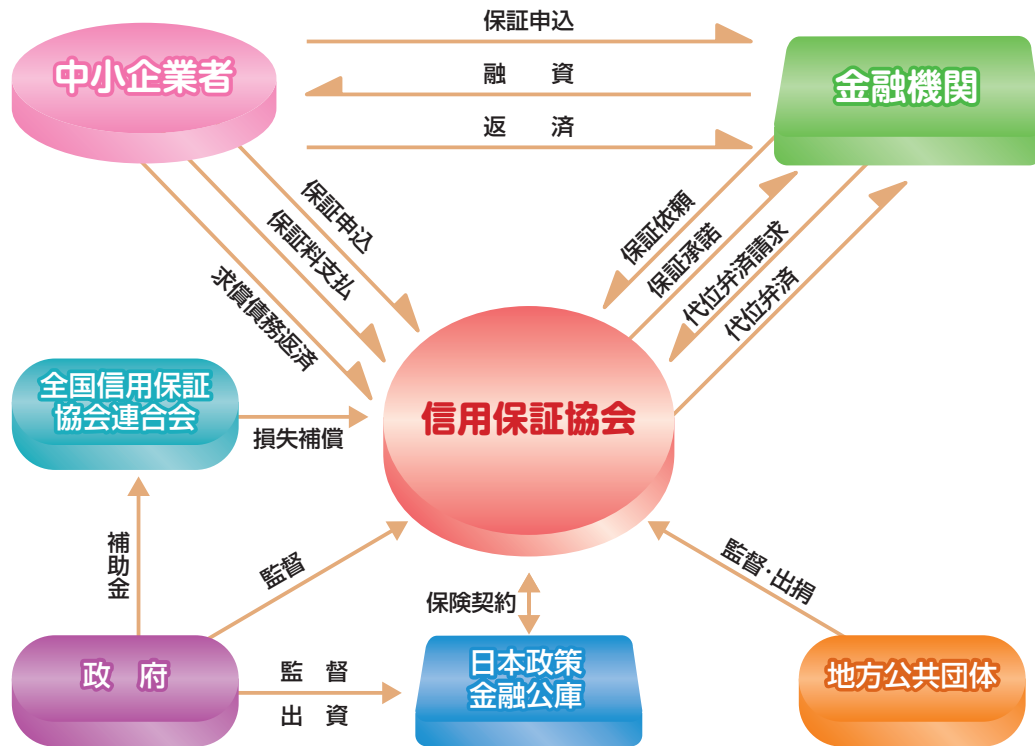 保証申込
中小企業者
融　資
金融機関
返　済
保証申込
保証料支払
求償債務返済
保証依頼
保証承諾
代位弁済請求
代位弁済
全国信用保証
協会連合会
損失補償
信用保証協会
補助金
監督
保険契約
監督・出捐
政　府
監　督
出　資
日本政策
金融公庫
地方公共団体